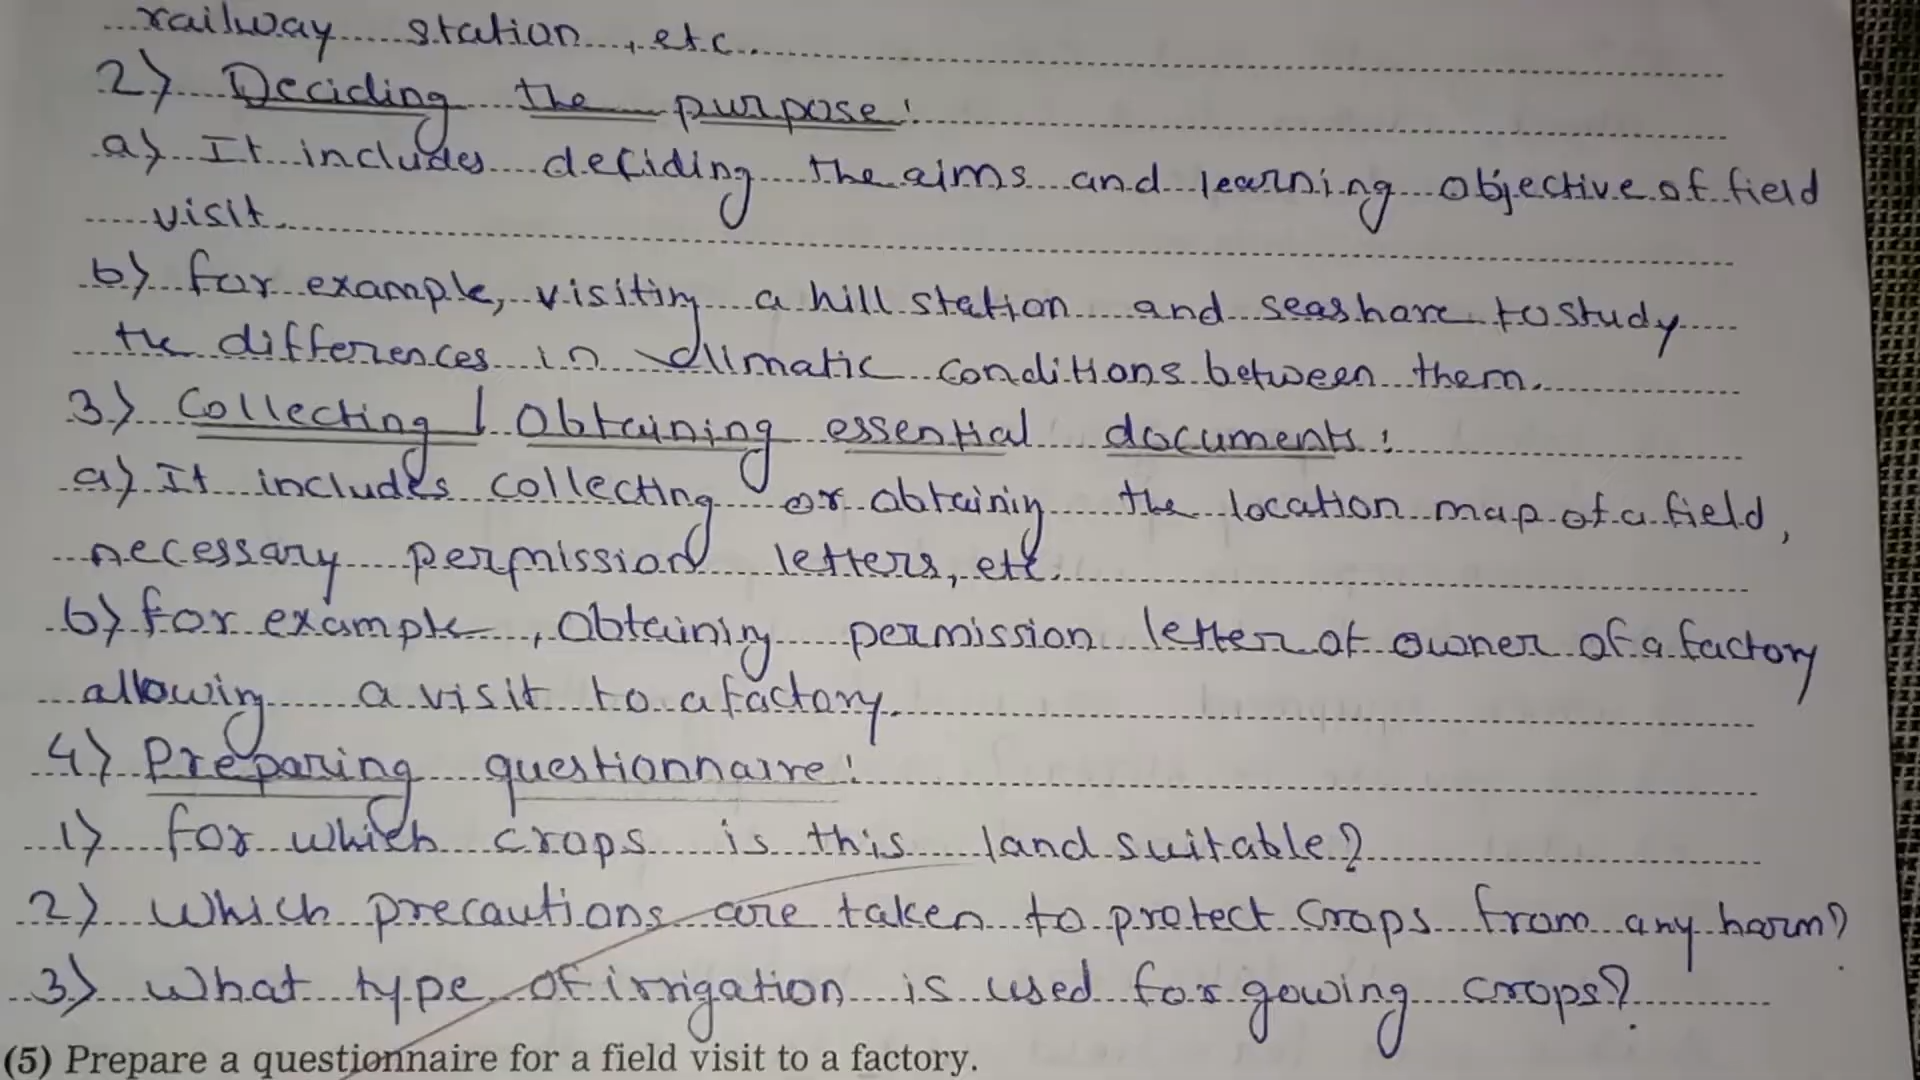 railway station, etc.
2) Deciding the purpose:
a) It includes deciding the aims and learning objective of field
visit.
b) for example, visiting a hill station and seashore to study
the differences in climatic conditions between them.
3) Collecting / Obtaining essential documents:
a) It includes collecting or obtaining the location map of a field,
necessary permission letters, etc.
b) for example, Obtaining permission letter of owner of a factory
allowing a visit to a factory.
4) Preparing questionnaire:
1) for which crops is this land suitable?
2) Which precautions are taken to protect crops from any harm?
3) What type of irrigation is used for gowing crops?
(5) Prepare a questionnaire for a field visit to a factory.